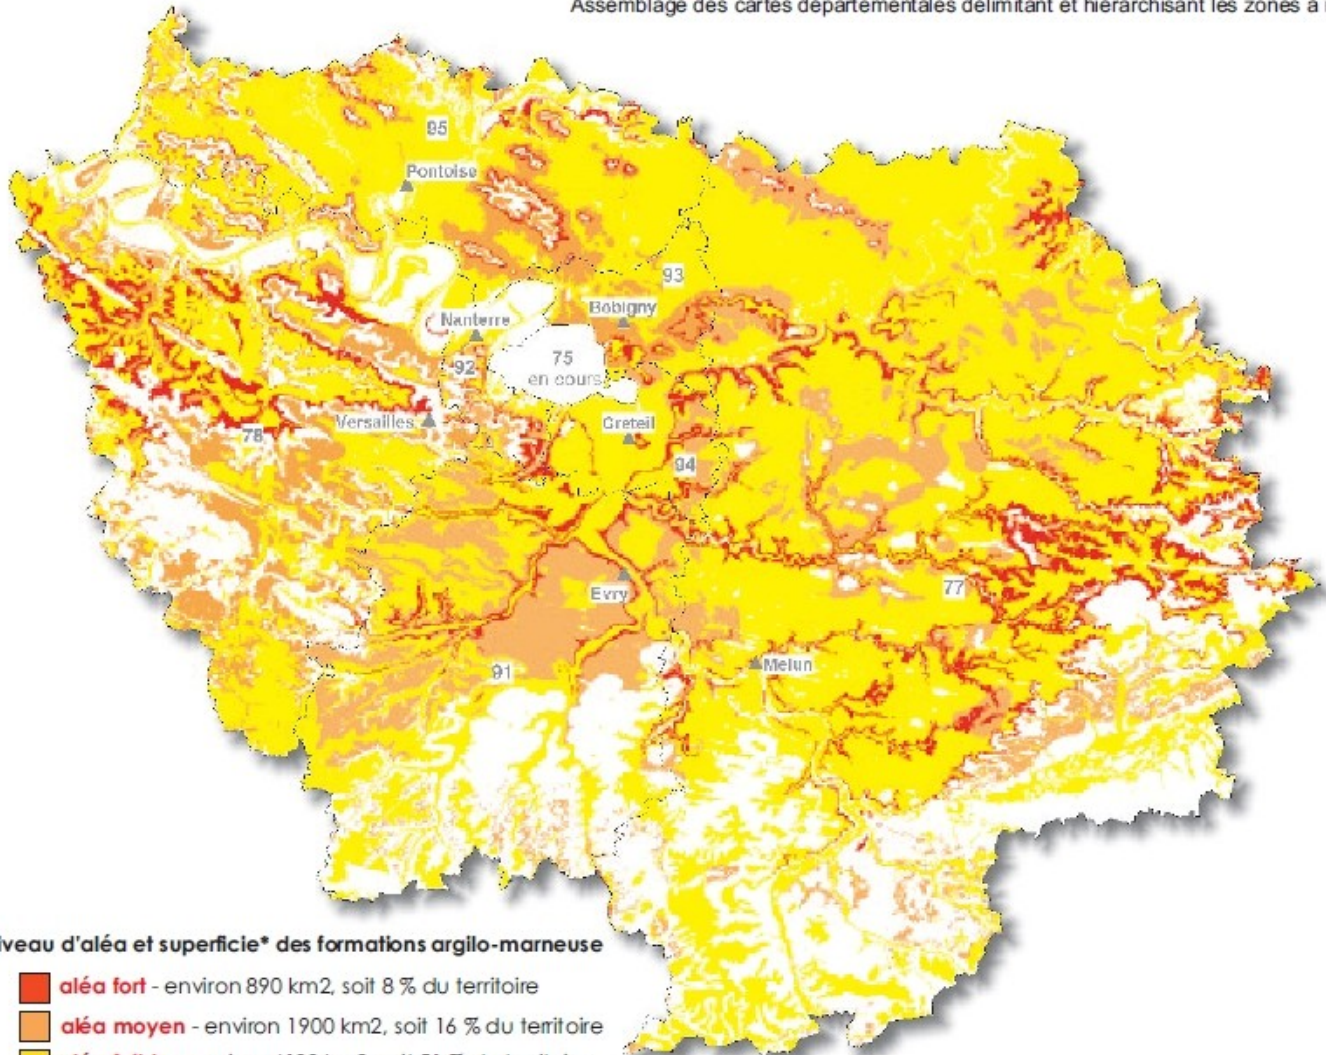 Assemblage des cartes départementales délimitant et hiérarchisant les zones à
95
Pontoise
93
Nanterre
Bobigny
92
75
en cours
Versailles
78
Creteil
94
Evry
77
91
Melun
iveau d'aléa et superficie* des formations argilo-marneuse
aléa fort - environ 890 km2, soit 8 % du territoire
aléa moyen - environ 1900 km2, soit 16 % du territoire